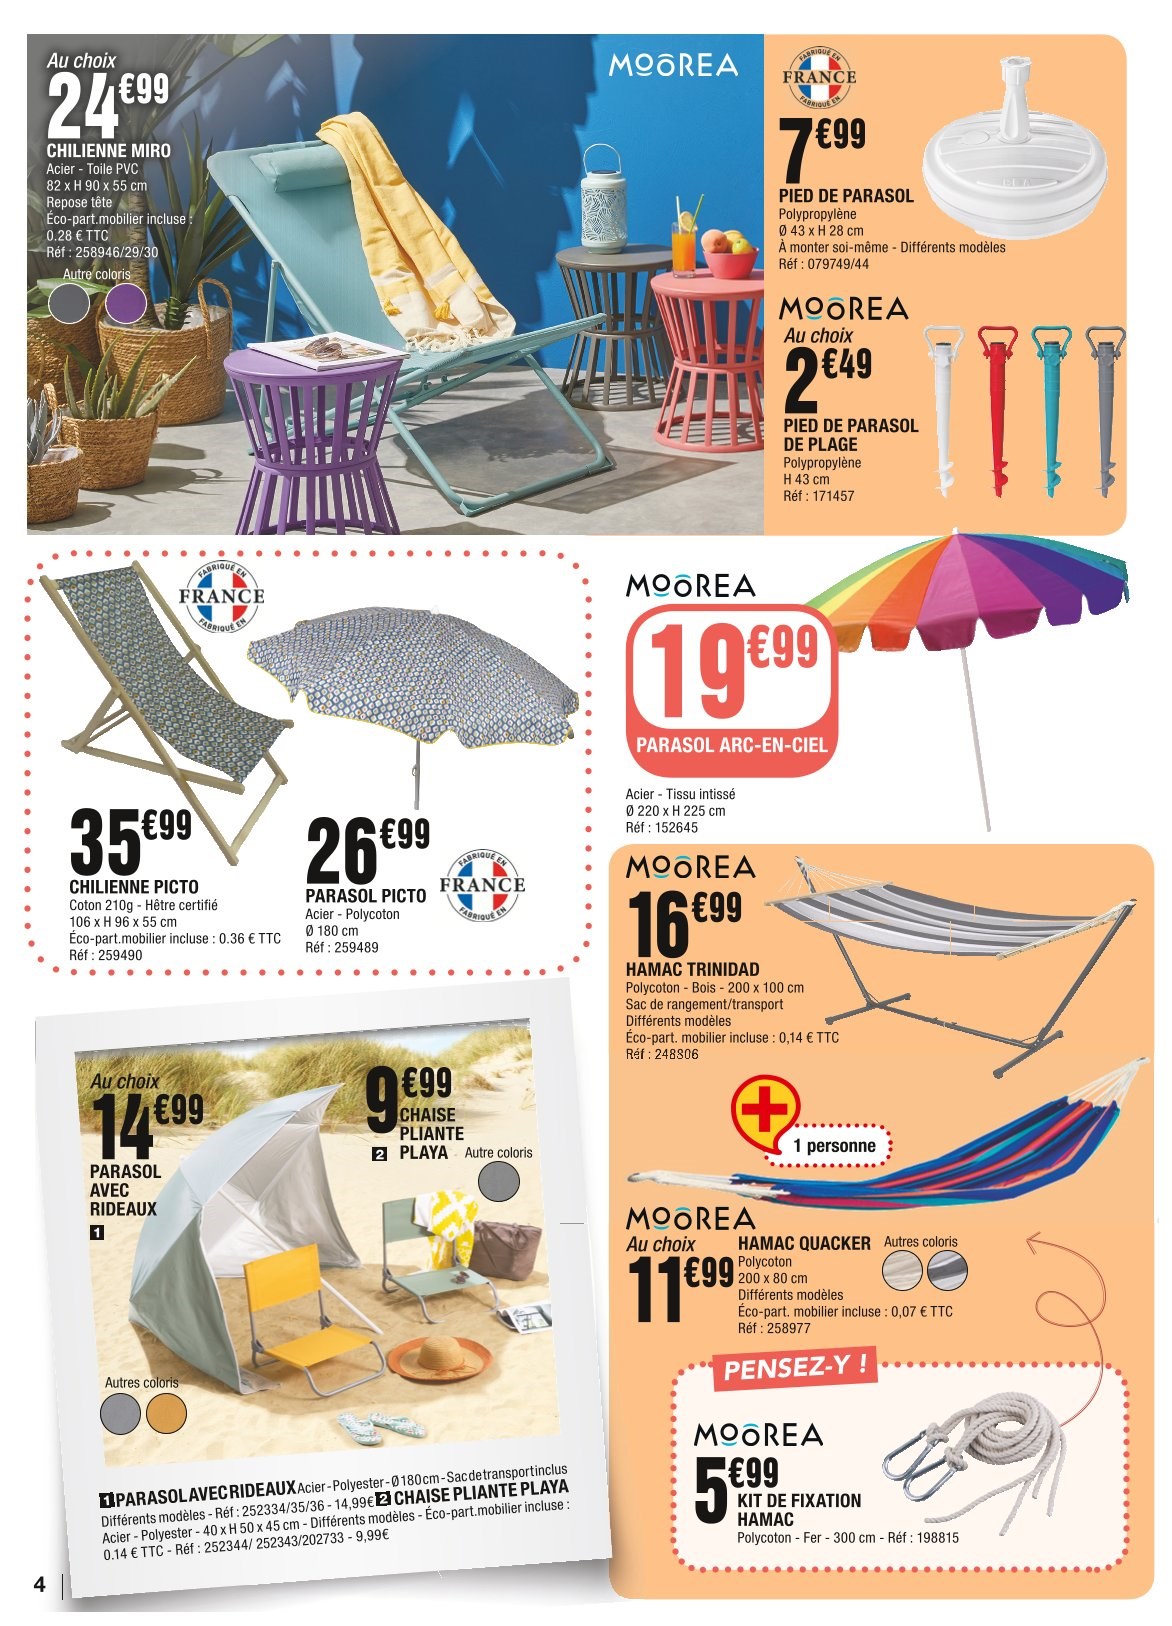 Au choix
24€99
CHILIENNE MIRO
Acier - Toile PVC
82 x H 90 x 55 cm
Repose tête
Éco-part.mobilier incluse :
0.28 € TTC
Réf : 258946/29/30
Autre coloris
MOOREA
FABRIQUÉ EN
FRANCE
FABRIQUÉ EN
7€99
PIED DE PARASOL
Polypropylène
Ø 43 x H 28 cm
À monter soi-même - Différents modèles
Réf : 079749/44
MOOREA
Au choix
2€49
PIED DE PARASOL
DE PLAGE
Polypropylène
H 43 cm
Réf : 171457
FABRIQUÉ EN
FRANCE
FABRIQUÉ EN
35€99
CHILIENNE PICTO
Coton 210g - Hêtre certifié
106 x H 96 x 55 cm
Éco-part.mobilier incluse : 0.36 € TTC
Réf : 259490
26€99
PARASOL PICTO
Acier - Polycoton
Ø 180 cm
Réf : 259489
FABRIQUÉ EN
FRANCE
FABRIQUÉ EN
MOOREA
19€99
PARASOL ARC-EN-CIEL
Acier - Tissu intissé
Ø 220 x H 225 cm
Réf : 152645
MOOREA
16€99
HAMAC TRINIDAD
Polycoton - Bois - 200 x 100 cm
Sac de rangement/transport
Différents modèles
Éco-part. mobilier incluse : 0,14 € TTC
Réf : 248806
+
1 personne
MOOREA
Au choix
11€99
HAMAC QUACKER
Polycoton
200 x 80 cm
Différents modèles
Éco-part. mobilier incluse : 0,07 € TTC
Réf : 258977
Autres coloris
PENSEZ-Y !
MOOREA
5€99
KIT DE FIXATION
HAMAC
Polycoton - Fer - 300 cm - Réf : 198815
Au choix
14€99
PARASOL
AVEC
RIDEAUX
1
9€99
CHAISE
PLIANTE
2 PLAYA
Autre coloris
Autres coloris
1 PARASOL AVEC RIDEAUX Acier - Polyester - Ø 180 cm - Sac de transport inclus
Différents modèles - Réf : 252334/35/36 - 14,99€ 2 CHAISE PLIANTE PLAYA
Acier - Polyester - 40 x H 50 x 45 cm - Différents modèles - Éco-part.mobilier incluse :
0.14 € TTC - Réf : 252344/ 252343/202733 - 9,99€
4